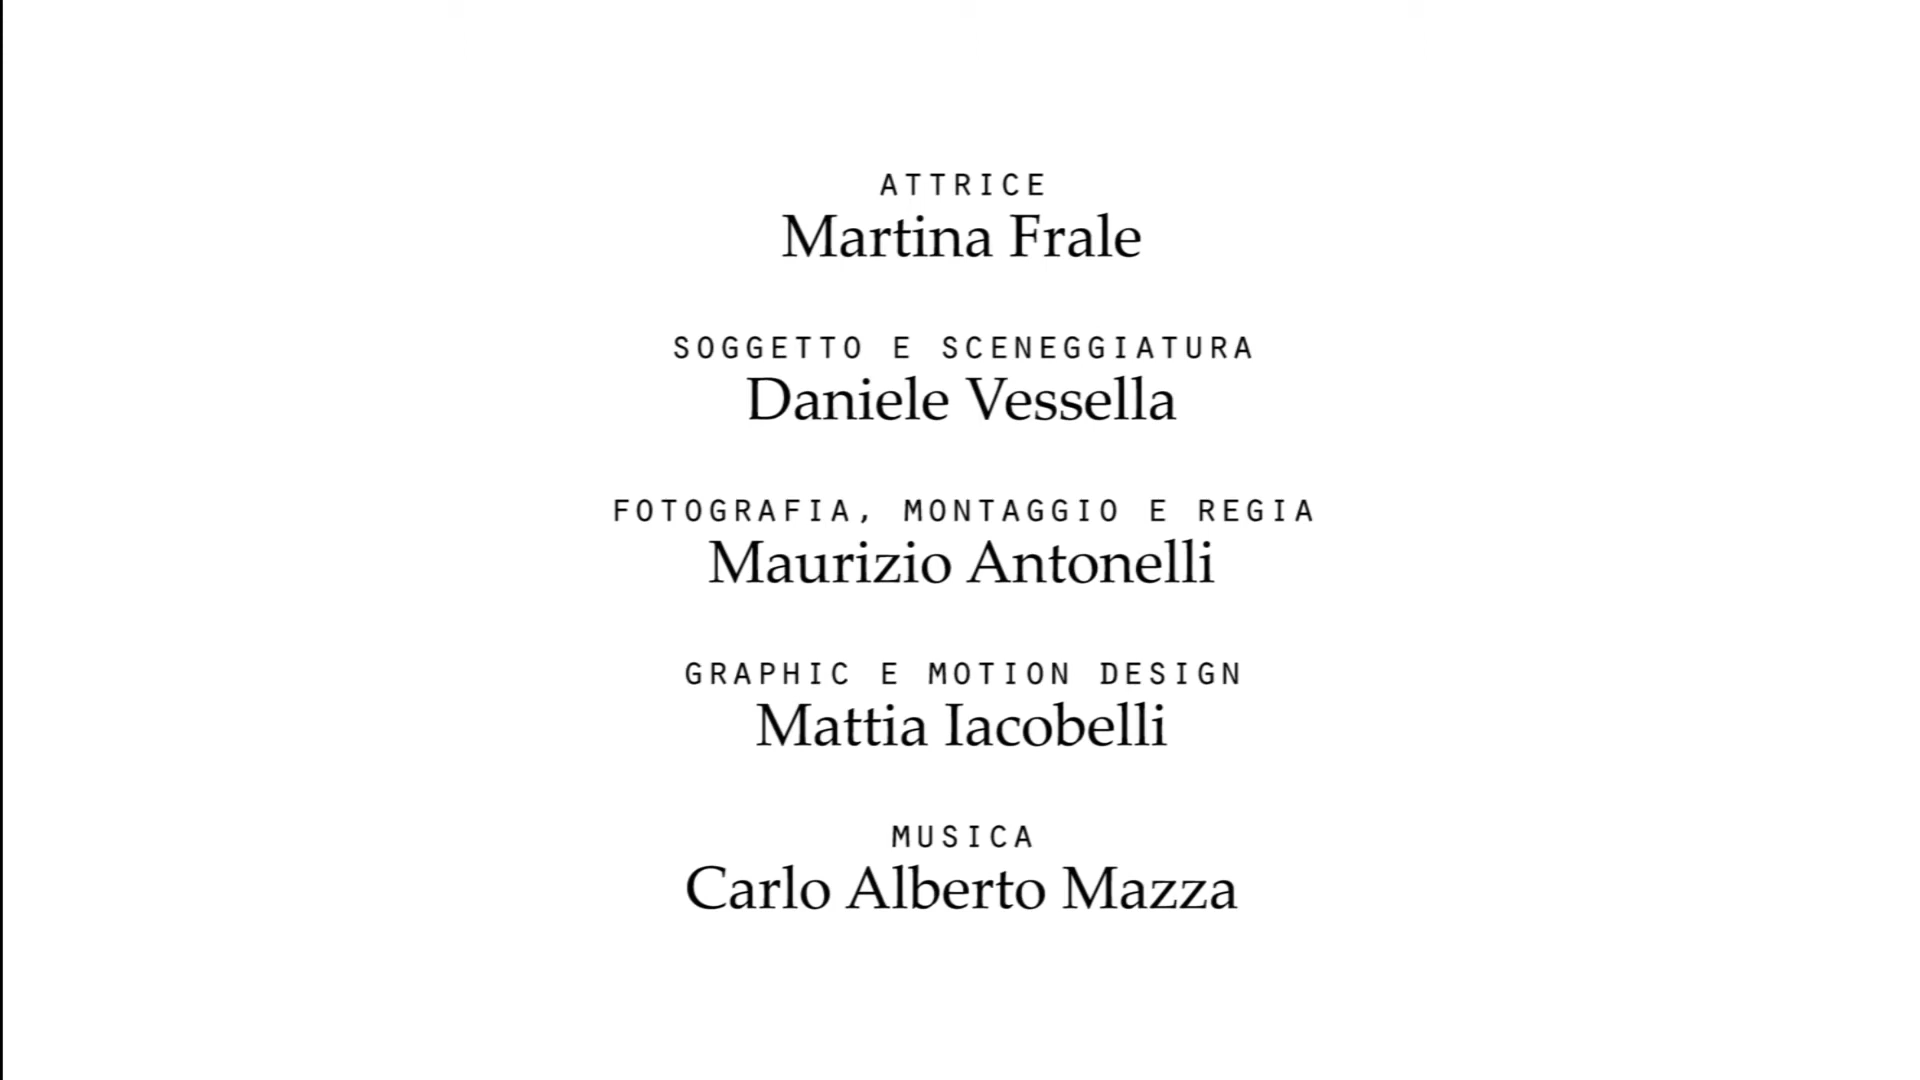 ATTRICE
Martina Frale
SOGGETTO E SCENEGGIATURA
Daniele Vessella
FOTOGRAFIA, MONTAGGIO E REGIA
Maurizio Antonelli
GRAPHIC E MOTION DESIGN
Mattia Iacobelli
MUSICA
Carlo Alberto Mazza